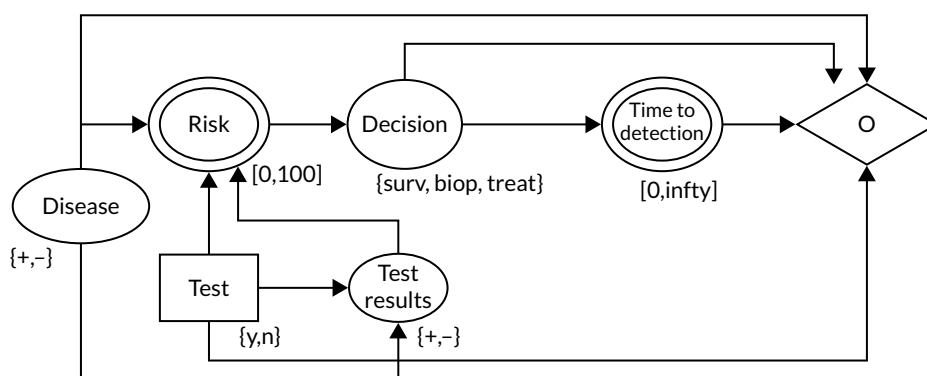 Risk
Decision
Time to
detection
O
[0,100]
{surv, biop, treat}
[0,infty]
Disease
{+,–}
Test
Test
results
{y,n}
{+,–}